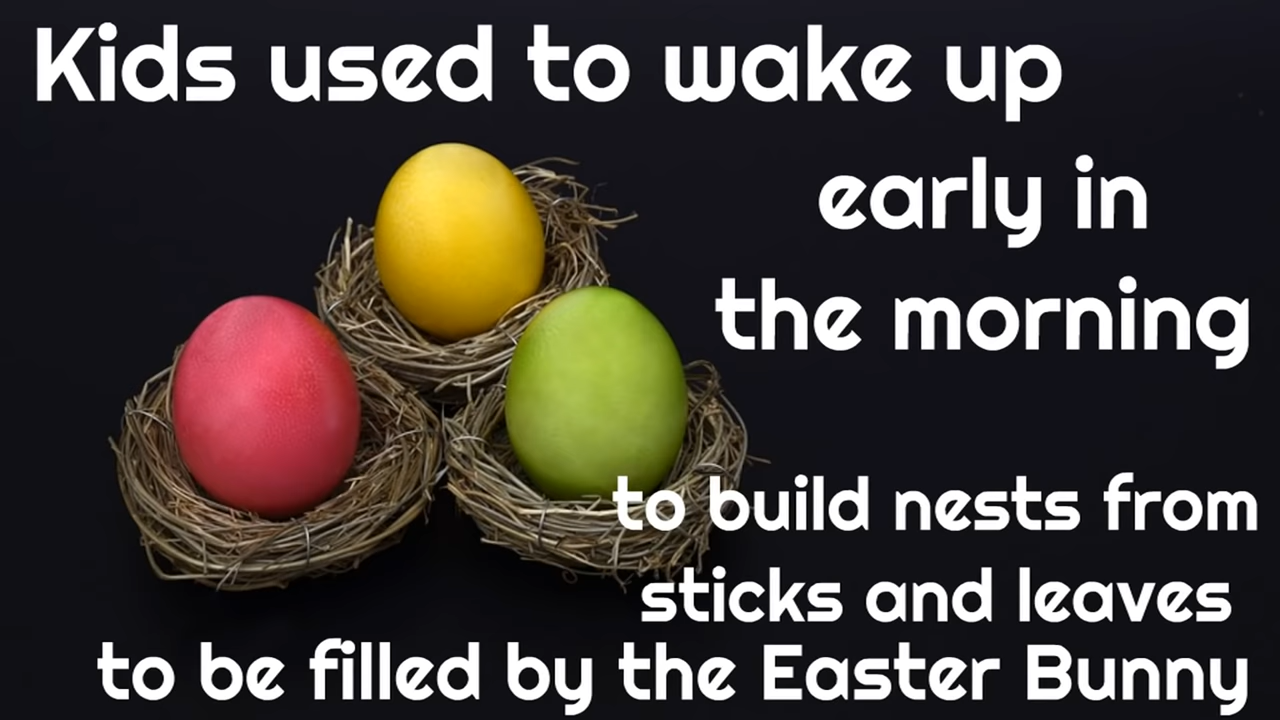 Kids used to wake up
early in
the morning
to build nests from
sticks and leaves
to be filled by the Easter Bunny